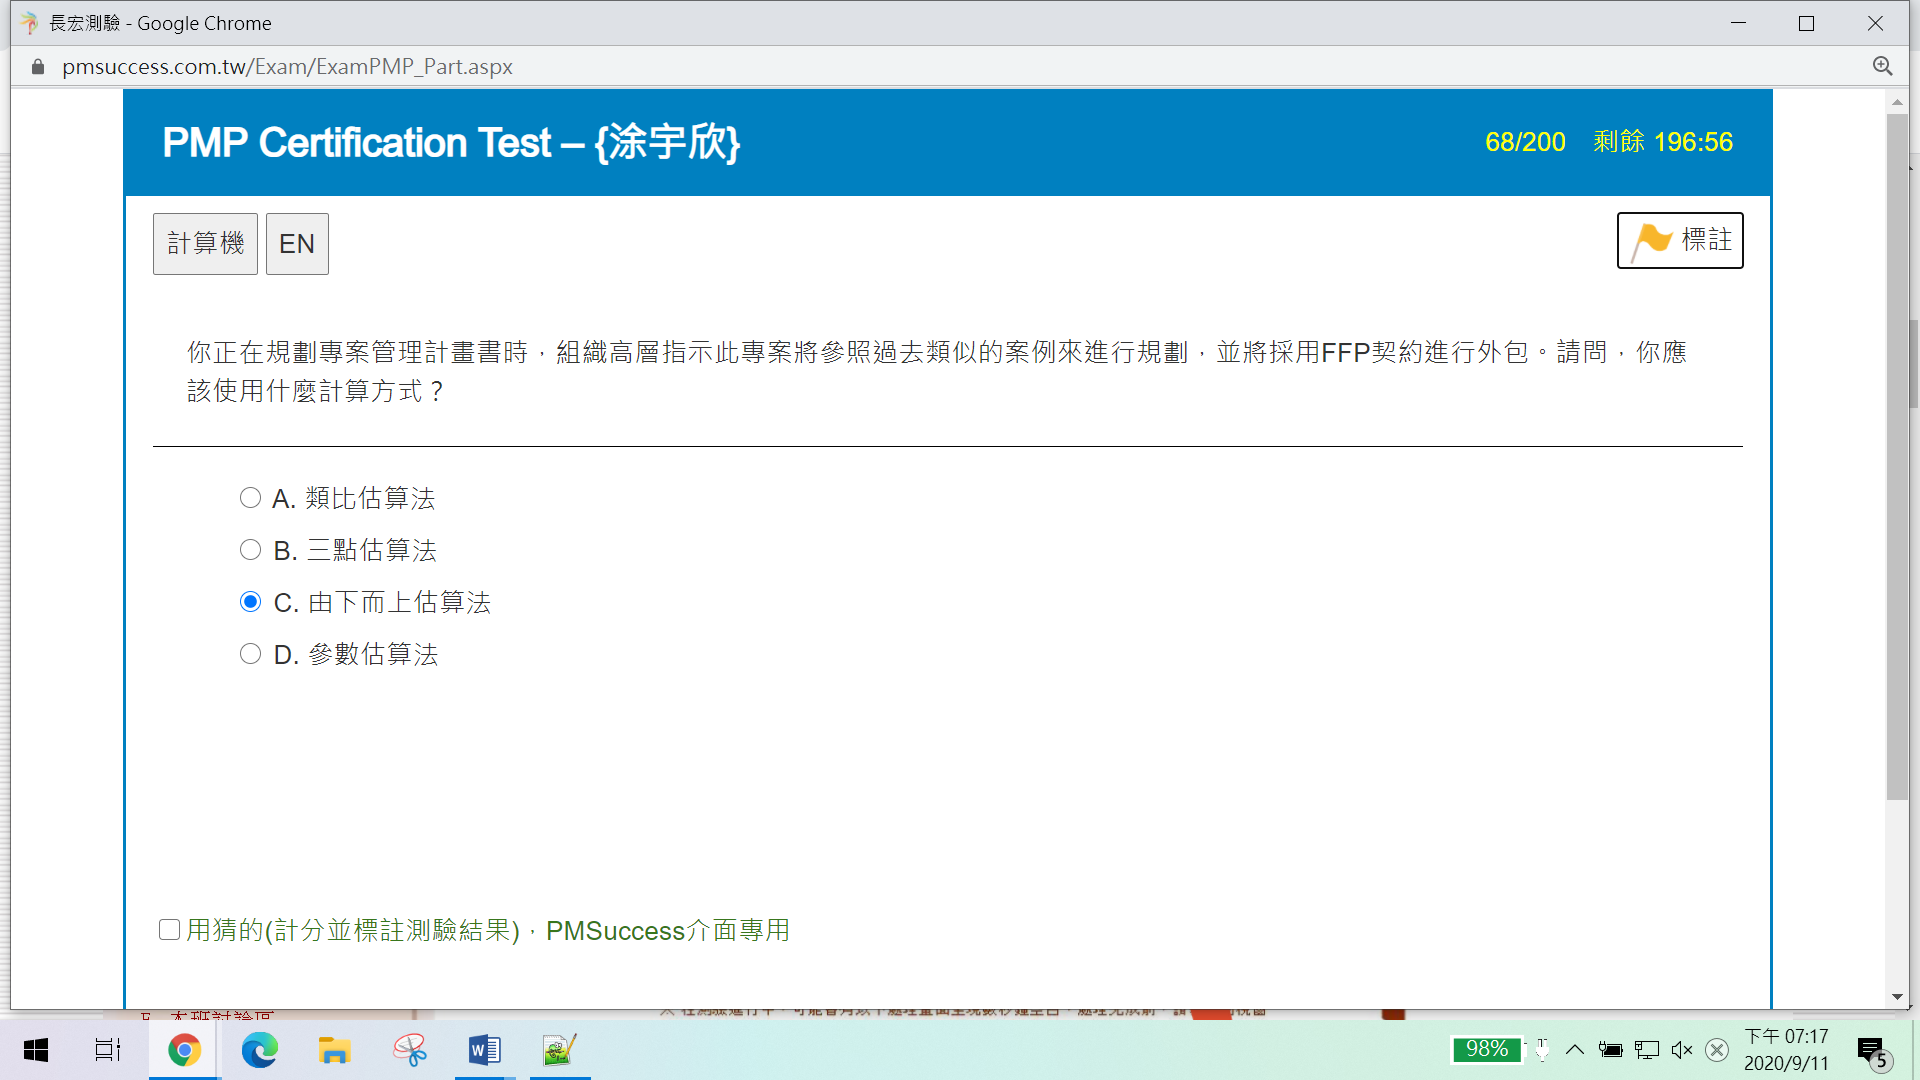 長宏測驗 - Google Chrome
pmsuccess.com.tw/Exam/ExamPMP_Part.aspx
PMP Certification Test – {涂宇欣}
68/200 剩餘 196:56
計算機 EN
標註
你正在規劃專案管理計畫書時，組織高層指示此專案將參照過去類似的案例來進行規劃，並將採用FFP契約進行外包。請問，你應
該使用什麼計算方式？
A. 類比估算法
B. 三點估算法
C. 由下而上估算法
D. 參數估算法
用猜的(計分並標註測驗結果)，PMSuccess介面專用
98%
下午 07:17
2020/9/11
5